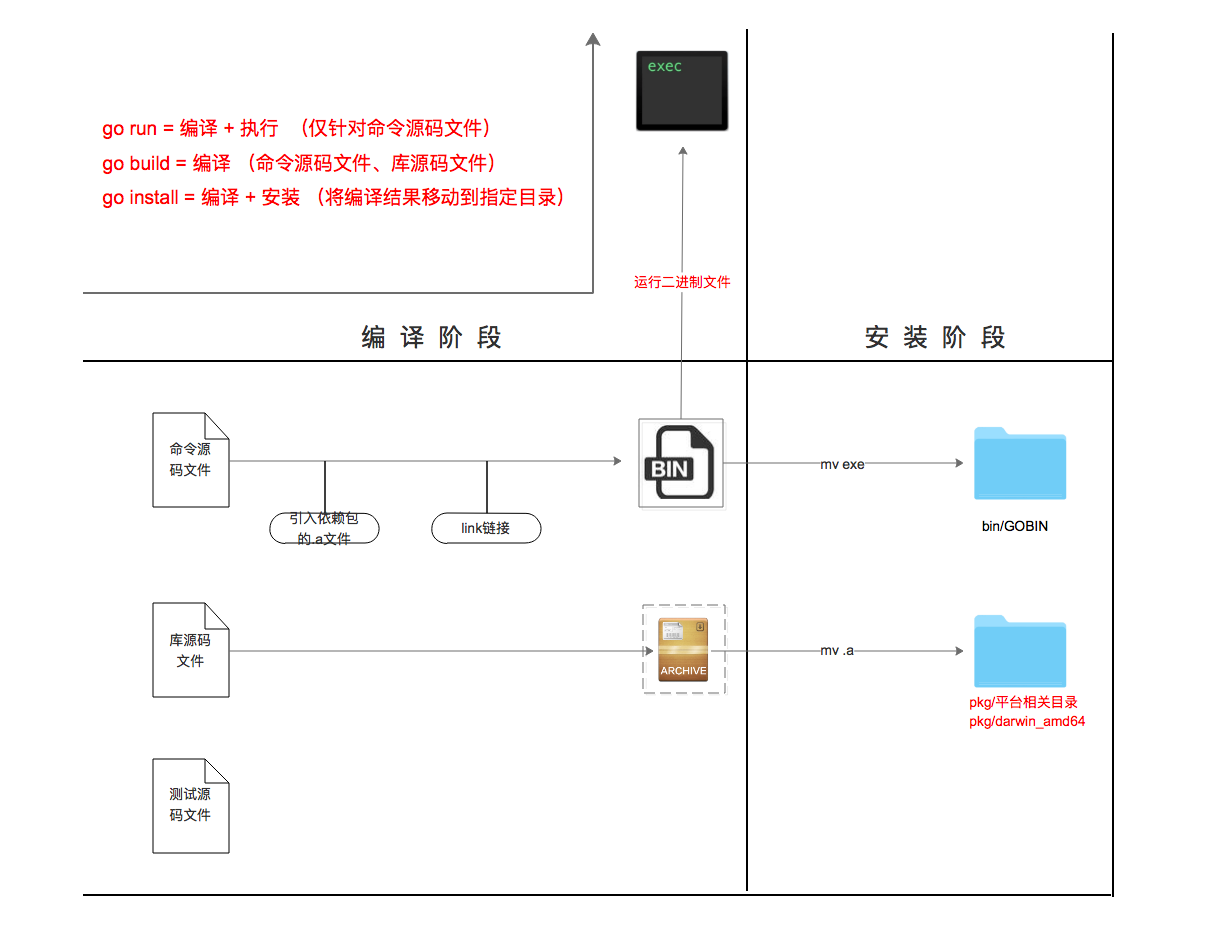 exec
go run = 编译 + 执行 （仅针对命令源码文件）
go build = 编译 （命令源码文件、库源码文件）
go install = 编译 + 安装 （将编译结果移动到指定目录）
运行二进制文件
编 译 阶 段
安 装 阶 段
命令源
码文件
引入依赖包
的.a文件
link链接
BIN
mv exe
bin/GOBIN
库源码
文件
ARCHIVE
mv .a
pkg/平台相关目录
pkg/darwin_amd64
测试源
码文件